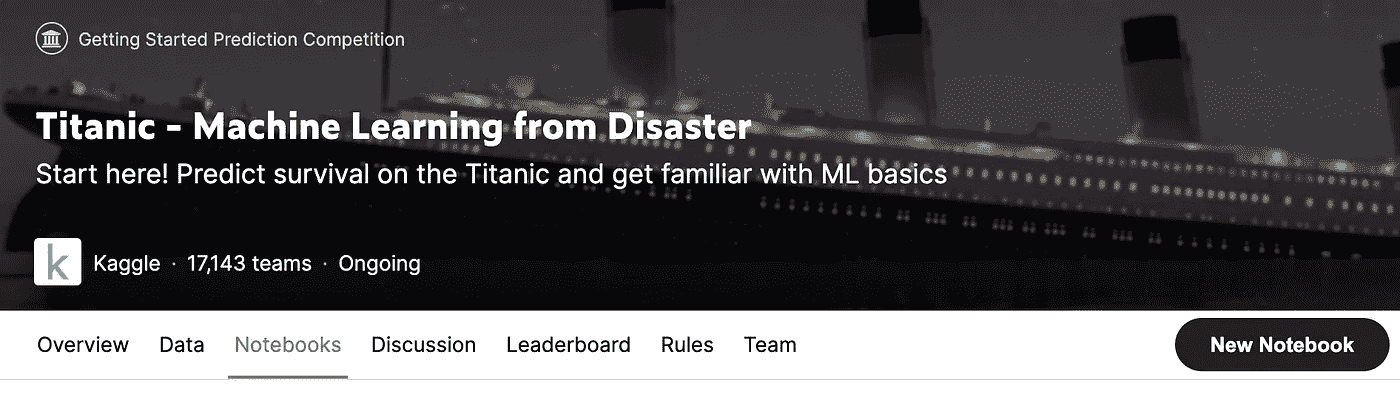 Getting Started Prediction Competition
Titanic - Machine Learning from Disaster
Start here! Predict survival on the Titanic and get familiar with ML basics
k Kaggle · 17,143 teams · Ongoing
Overview Data Notebooks Discussion Leaderboard Rules Team New Notebook